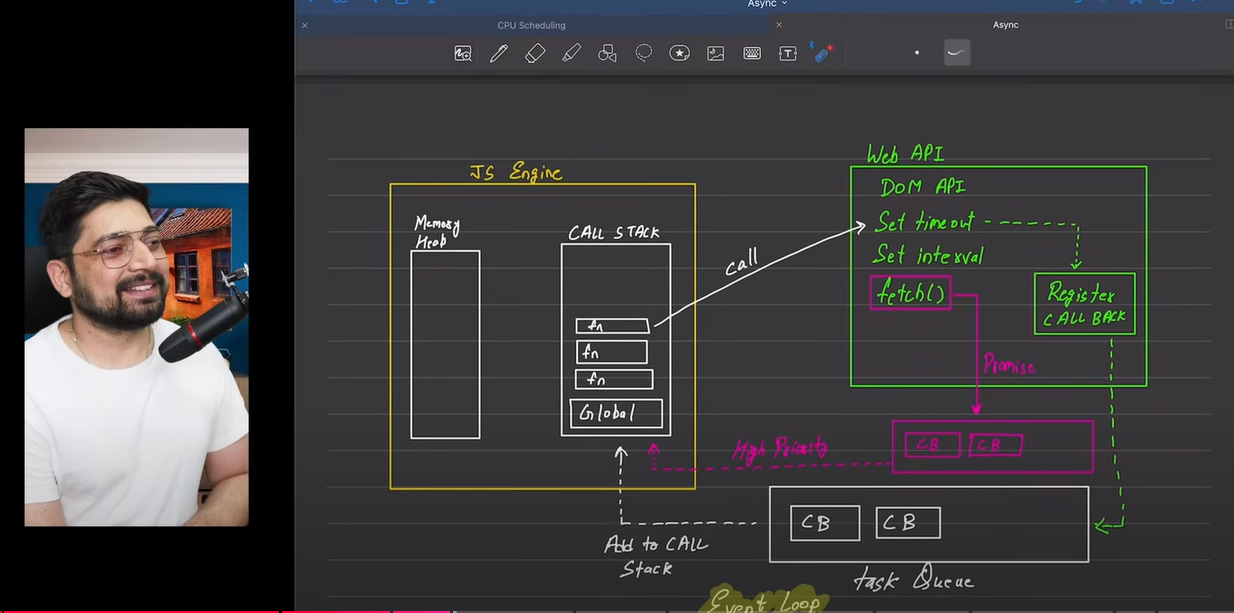 Async
CPU Scheduling
Async
JS Engine
Memory
Heap
CALL STACK
fn
fn
fn
Global
call
Web API
DOM API
Set timeout
Set interval
fetch()
Register
CALL BACK
Promise
High Priority
CB CB
CB CB
Add to CALL
Stack
task Queue
Event Loop